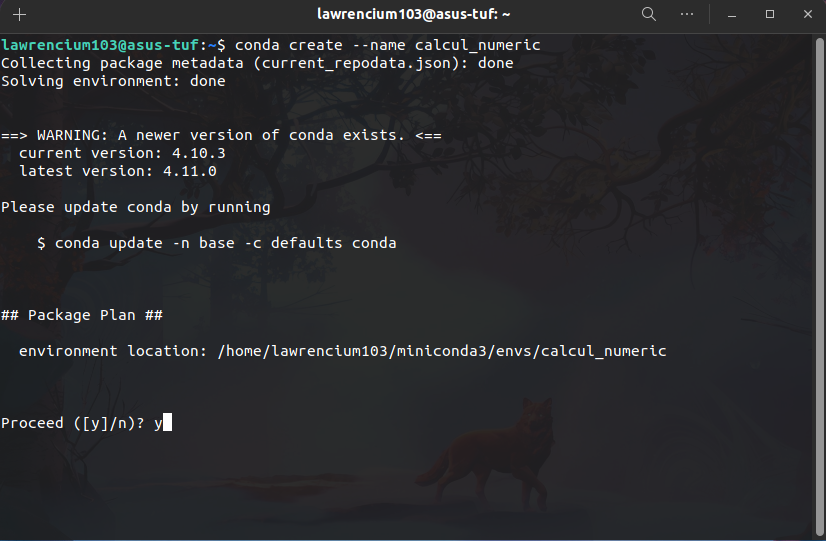 lawrencium103@asus-tuf: ~
lawrencium103@asus-tuf:~$ conda create --name calcul_numeric
Collecting package metadata (current_repodata.json): done
Solving environment: done
==> WARNING: A newer version of conda exists. <==
  current version: 4.10.3
  latest version: 4.11.0
Please update conda by running
    $ conda update -n base -c defaults conda
## Package Plan ##
  environment location: /home/lawrencium103/miniconda3/envs/calcul_numeric
Proceed ([y]/n)? y